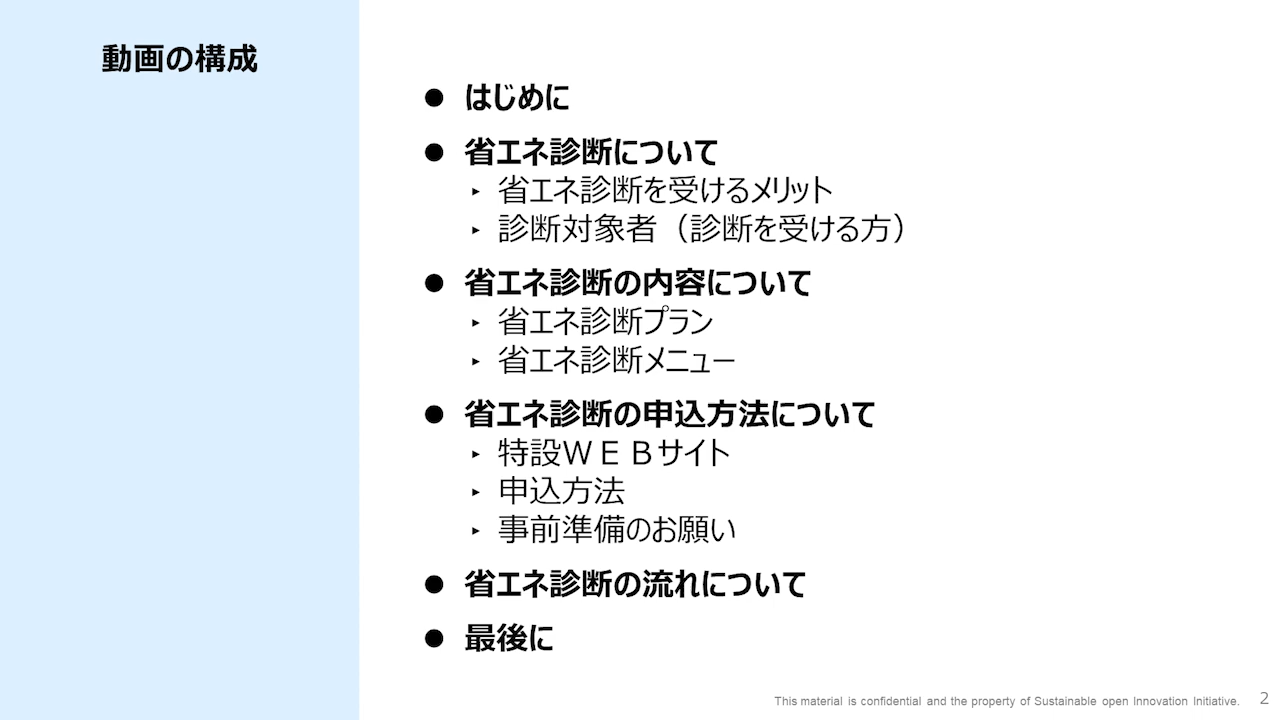 動画の構成
● はじめに
● 省エネ診断について
▸ 省エネ診断を受けるメリット
▸ 診断対象者（診断を受ける方）
● 省エネ診断の内容について
▸ 省エネ診断プラン
▸ 省エネ診断メニュー
● 省エネ診断の申込方法について
▸ 特設ＷＥＢサイト
▸ 申込方法
▸ 事前準備のお願い
● 省エネ診断の流れについて
● 最後に
This material is confidential and the property of Sustainable open Innovation Initiative.
2